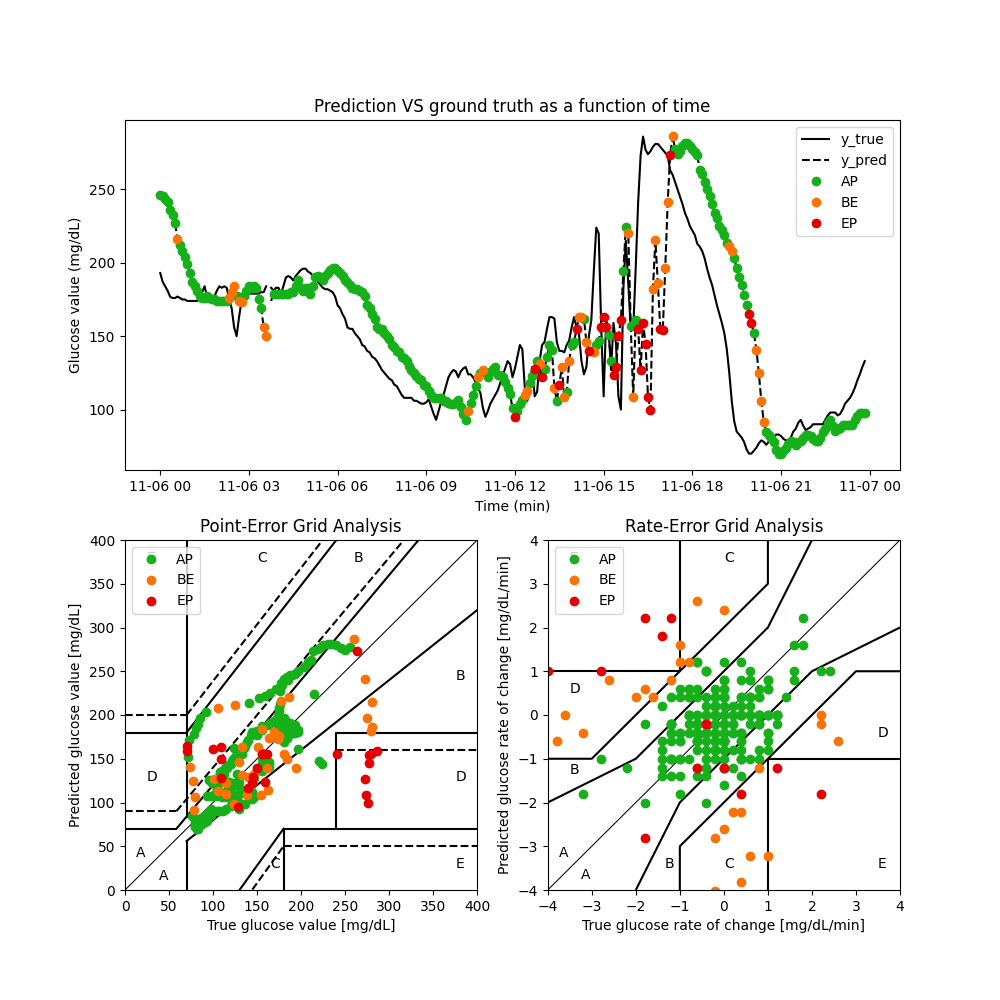 Prediction VS ground truth as a function of time
Glucose value (mg/dL)
250
200
150
100
y_true
y_pred
AP
BE
EP
11-06 00 11-06 03 11-06 06 11-06 09 11-06 12 11-06 15 11-06 18 11-06 21 11-07 00
Time (min)
Point-Error Grid Analysis
Predicted glucose value [mg/dL]
400
350
300
250
200
150
100
50
0
AP
BE
EP
C
B
B
D
D
A
A
C
E
0 50 100 150 200 250 300 350 400
True glucose value [mg/dL]
Rate-Error Grid Analysis
Predicted glucose rate of change [mg/dL/min]
4
3
2
1
0
−1
−2
−3
−4
AP
BE
EP
C
D
D
B
A
A
B
C
E
−4 −3 −2 −1 0 1 2 3 4
True glucose rate of change [mg/dL/min]